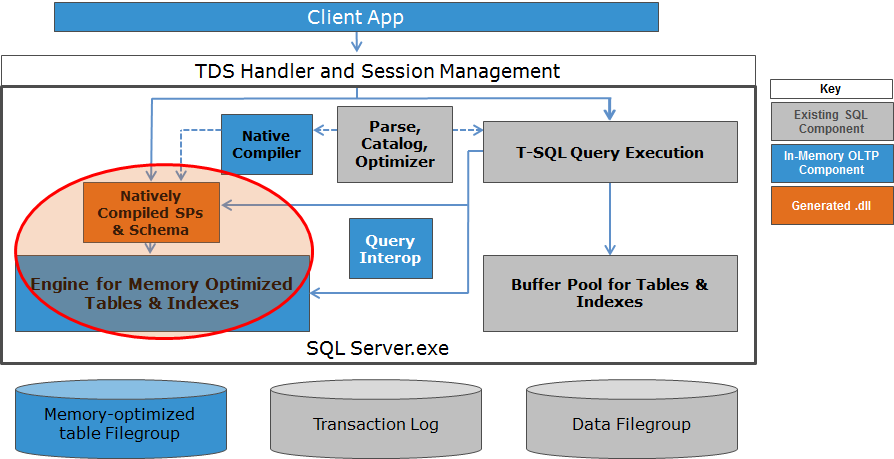 Client App
TDS Handler and Session Management
Key
Existing SQL
Component
In-Memory OLTP
Component
Generated .dll
Native
Compiler
Parse,
Catalog,
Optimizer
T-SQL Query Execution
Natively
Compiled SPs
& Schema
Query
Interop
Engine for Memory Optimized
Tables & Indexes
Buffer Pool for Tables &
Indexes
SQL Server.exe
Memory-optimized
table Filegroup
Transaction Log
Data Filegroup